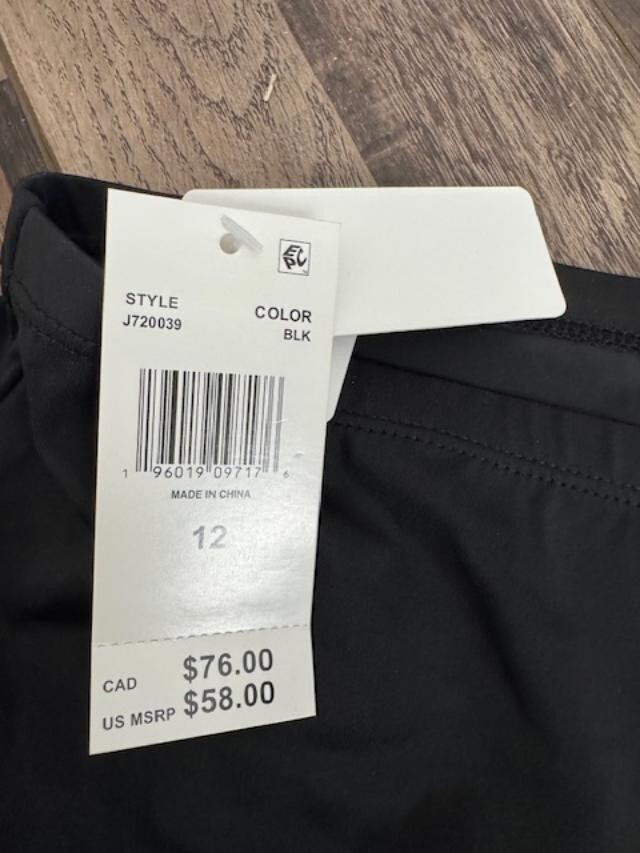 EPC
STYLE
J720039
COLOR
BLK
1 96019 09717 6
MADE IN CHINA
12
CAD $76.00
US MSRP $58.00